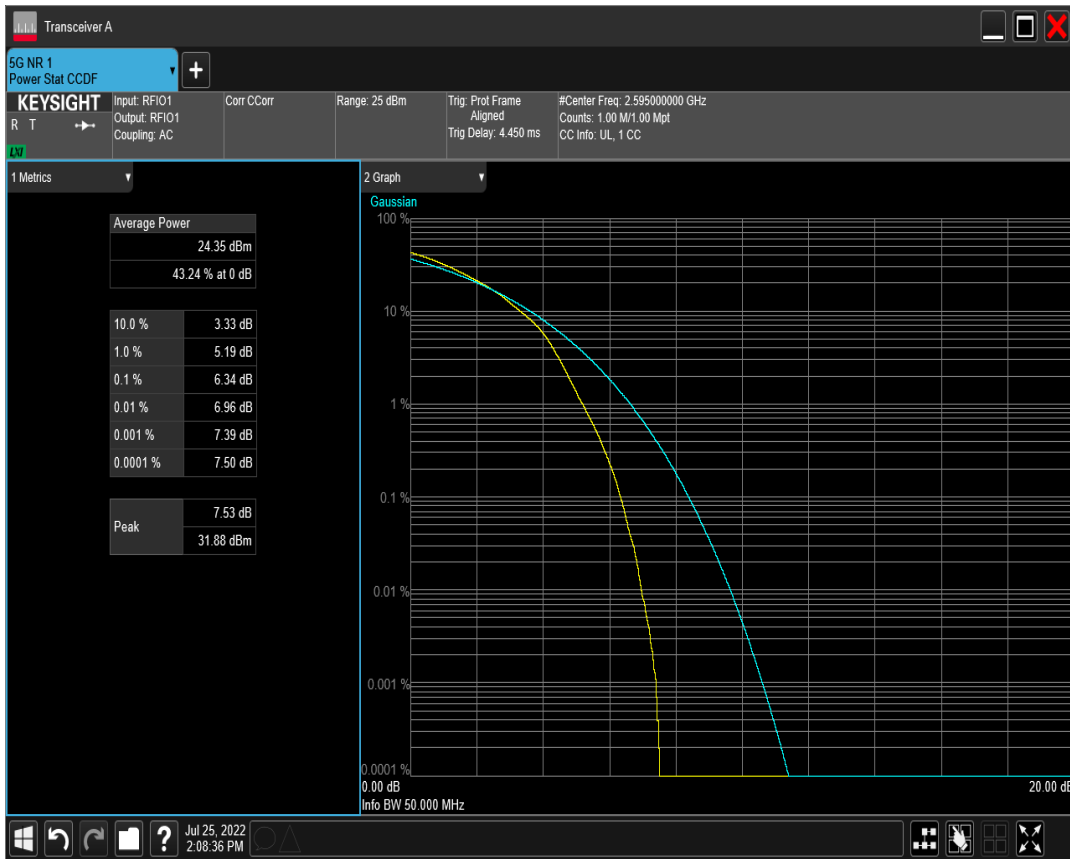 Transceiver A
5G NR 1
Power Stat CCDF
+
KEYSIGHT
R T
LXI
Input: RFIO1
Output: RFIO1
Coupling: AC
Corr CCorr
Range: 25 dBm
Trig: Prot Frame
Aligned
Trig Delay: 4.450 ms
#Center Freq: 2.595000000 GHz
Counts: 1.00 M/1.00 Mpt
CC Info: UL, 1 CC
1 Metrics
Average Power
24.35 dBm
43.24 % at 0 dB
10.0 % 3.33 dB
1.0 % 5.19 dB
0.1 % 6.34 dB
0.01 % 6.96 dB
0.001 % 7.39 dB
0.0001 % 7.50 dB
Peak 7.53 dB
31.88 dBm
2 Graph
Gaussian
100 %
10 %
1 %
0.1 %
0.01 %
0.001 %
0.0001 %
0.00 dB 20.00 dB
Info BW 50.000 MHz
?
Jul 25, 2022
2:08:36 PM